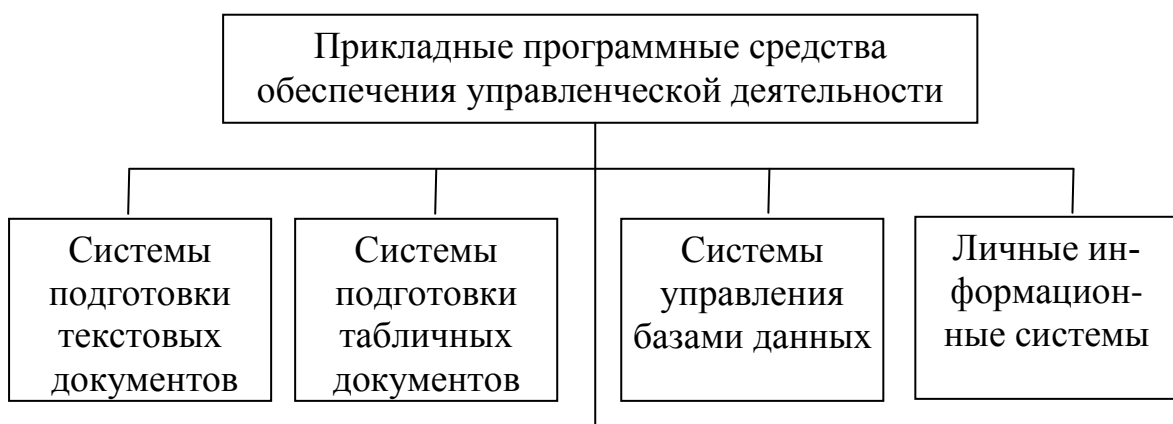 Прикладные программные средства
обеспечения управленческой деятельности
Системы
подготовки
текстовых
документов
Системы
подготовки
табличных
документов
Системы
управления
базами данных
Личные ин-
формацион-
ные системы